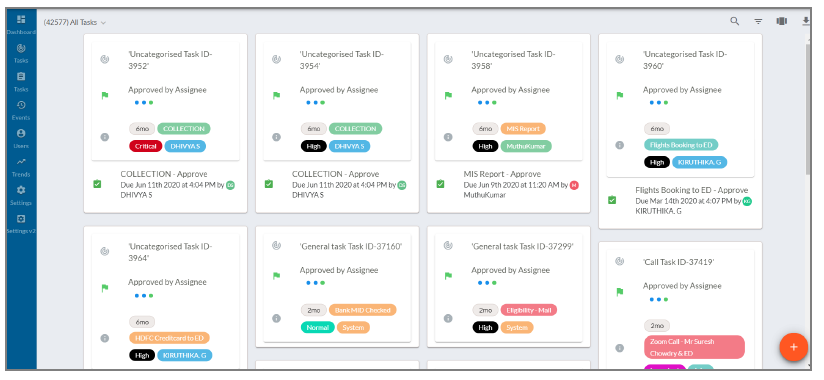 (42577) All Tasks
Dashboard
Tasks
Tasks
Events
Users
Trends
Settings
Settings v3
'Uncategorised Task ID-
3952'
Approved by Assignee
6mo COLLECTION
Critical DHIVYA S
COLLECTION - Approve
Due Jun 11th 2020 at 4:04 PM by DS
DHIVYA S
'Uncategorised Task ID-
3954'
Approved by Assignee
6mo COLLECTION
High DHIVYA S
COLLECTION - Approve
Due Jun 11th 2020 at 4:04 PM by DS
DHIVYA S
'Uncategorised Task ID-
3958'
Approved by Assignee
6mo MIS Report
High MuthuKumar
MIS Report - Approve
Due Jun 9th 2020 at 11:20 AM by
MuthuKumar
'Uncategorised Task ID-
3960'
Approved by Assignee
6mo
Flights Booking to ED
High KIRUTHIKA. G
Flights Booking to ED - Approve
Due Mar 14th 2020 at 4:07 PM by KG
KIRUTHIKA. G
'Uncategorised Task ID-
3964'
Approved by Assignee
6mo
HDFC Creditcard to ED
High KIRUTHIKA. G
'General task Task ID-37160'
Approved by Assignee
2mo Bank MID Checked
Normal System
'General task Task ID-37299'
Approved by Assignee
2mo Eligibility - Mail
High System
'Call Task ID-37419'
Approved by Assignee
2mo
Zoom Call - Mr Suresh
Chowdry & ED